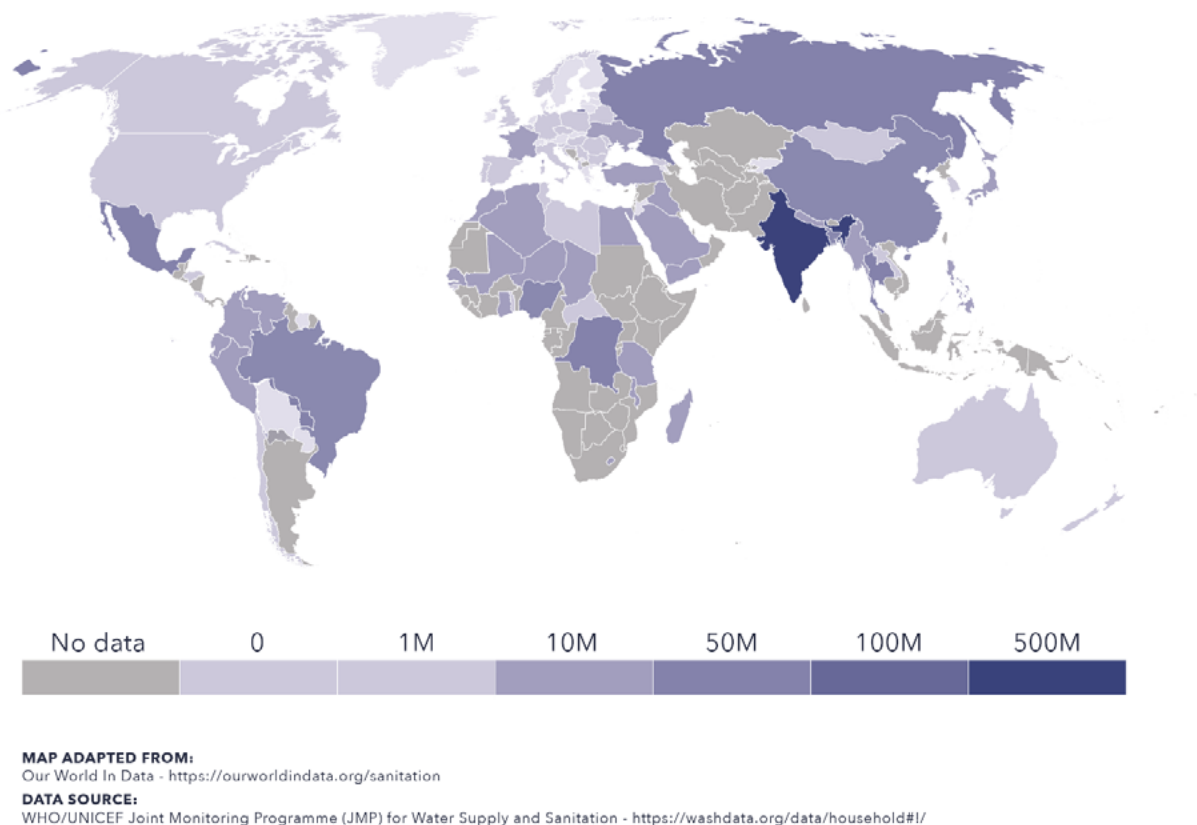 No data 0 1M 10M 50M 100M 500M
MAP ADAPTED FROM:
Our World In Data - https://ourworldindata.org/sanitation
DATA SOURCE:
WHO/UNICEF Joint Monitoring Programme (JMP) for Water Supply and Sanitation - https://washdata.org/data/household#!/